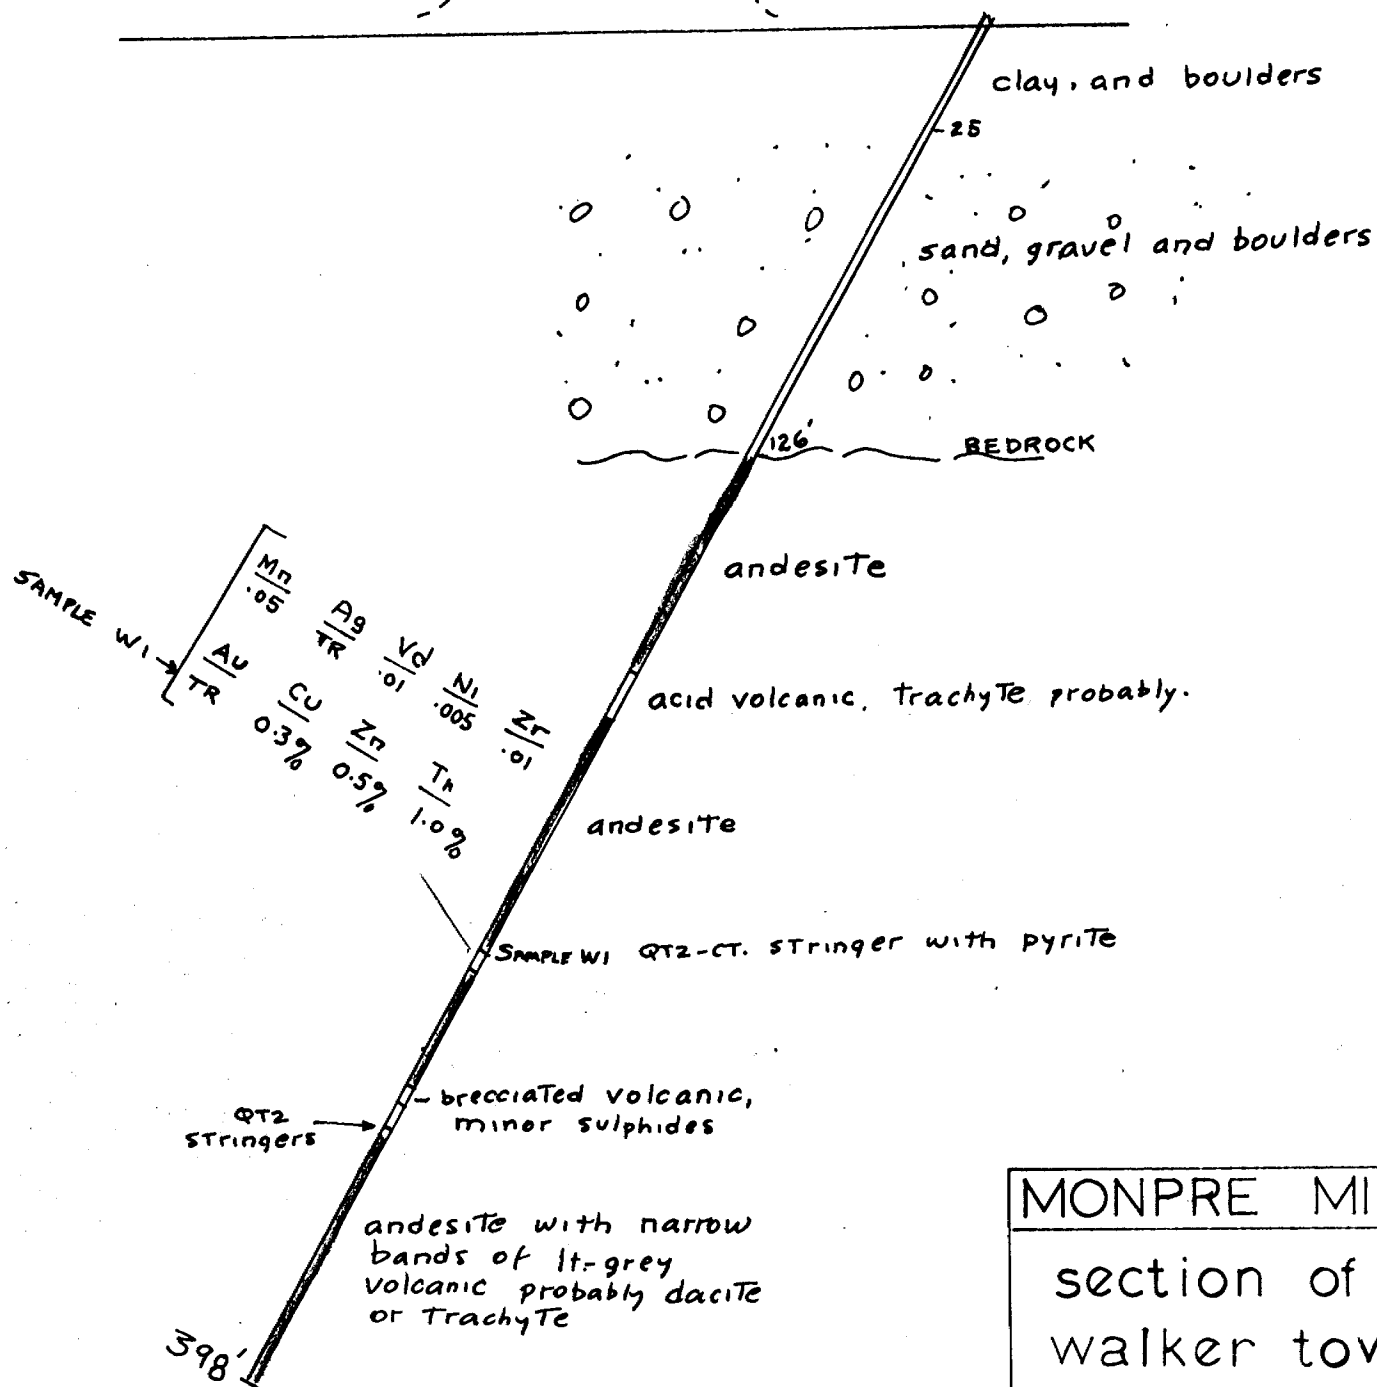 clay, and boulders
25
sand, gravel and boulders
126'
BEDROCK
andesite
SAMPLE W1
Mn Ag Vd Ni Zr
.05 TR .01 .005 .01
Au Cu Zn Th
TR 0.3% 0.5% 1.0%
acid volcanic, trachyte probably.
andesite
SAMPLE W1 QTZ-CT. stringer with pyrite
brecciated volcanic,
minor sulphides
QTZ
stringers
andesite with narrow
bands of lt-grey
volcanic probably dacite
or trachyte
398'
MONPRE MI
section of
walker tow